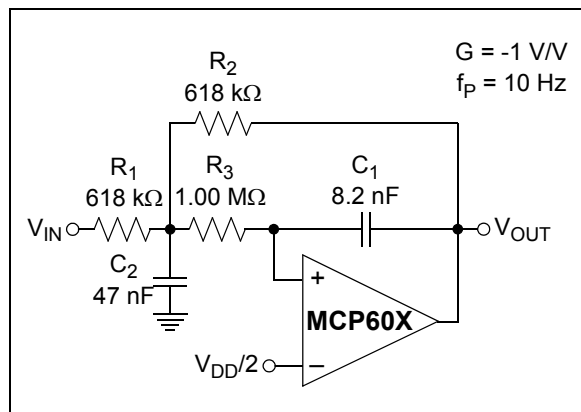 G = -1 V/V
f_P = 10 Hz
R_2
618 kΩ
R_1
618 kΩ
R_3
1.00 MΩ
C_1
8.2 nF
V_IN
V_OUT
C_2
47 nF
+
MCP60X
V_DD/2
−